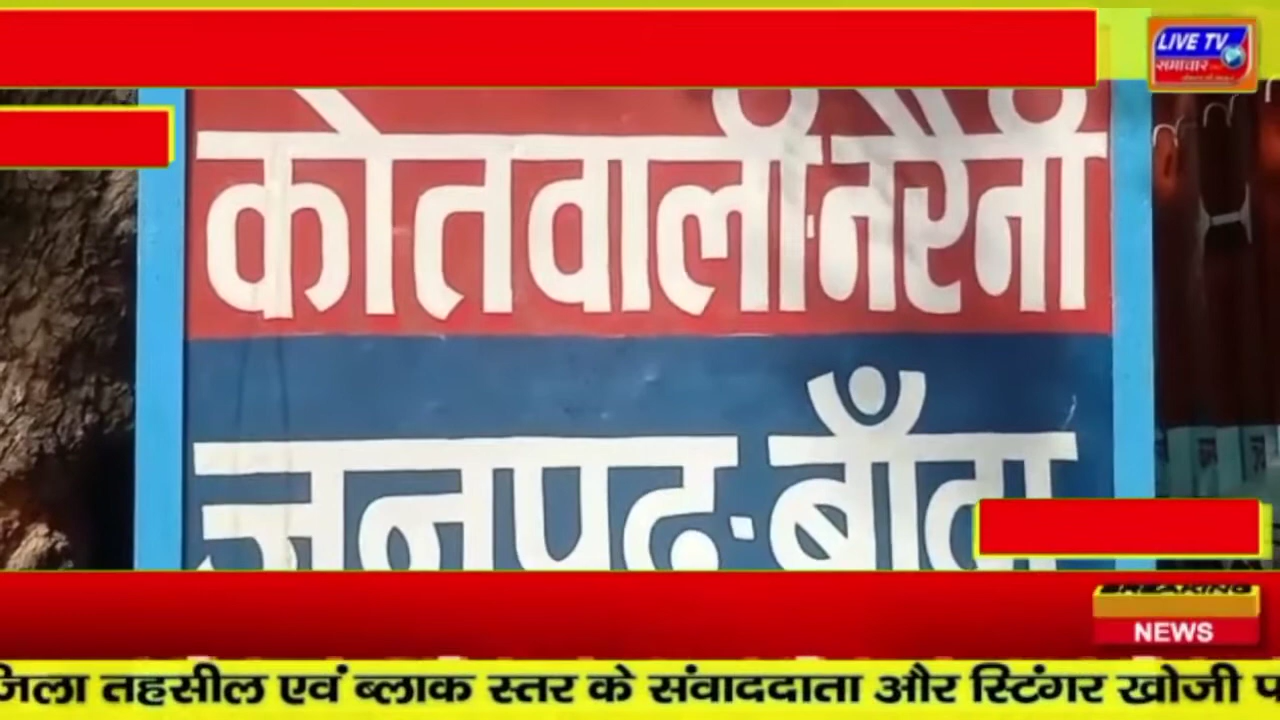 LIVE TV
समाचार
कोतवाली-नरैनी
जनपद-बाँदा
BREAKING
NEWS
जिला तहसील एवं ब्लाक स्तर के संवाददाता और स्टिंगर खोजी